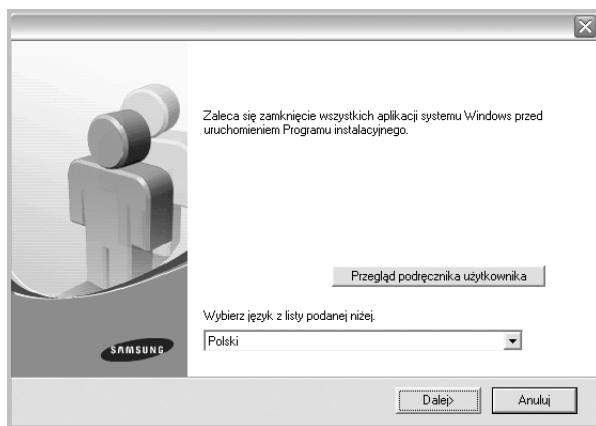 Zaleca się zamknięcie wszystkich aplikacji systemu Windows przed
uruchomieniem Programu instalacyjnego.
Przegląd podręcznika użytkownika
Wybierz język z listy podanej niżej.
Polski
SAMSUNG
Dalej>
Anuluj